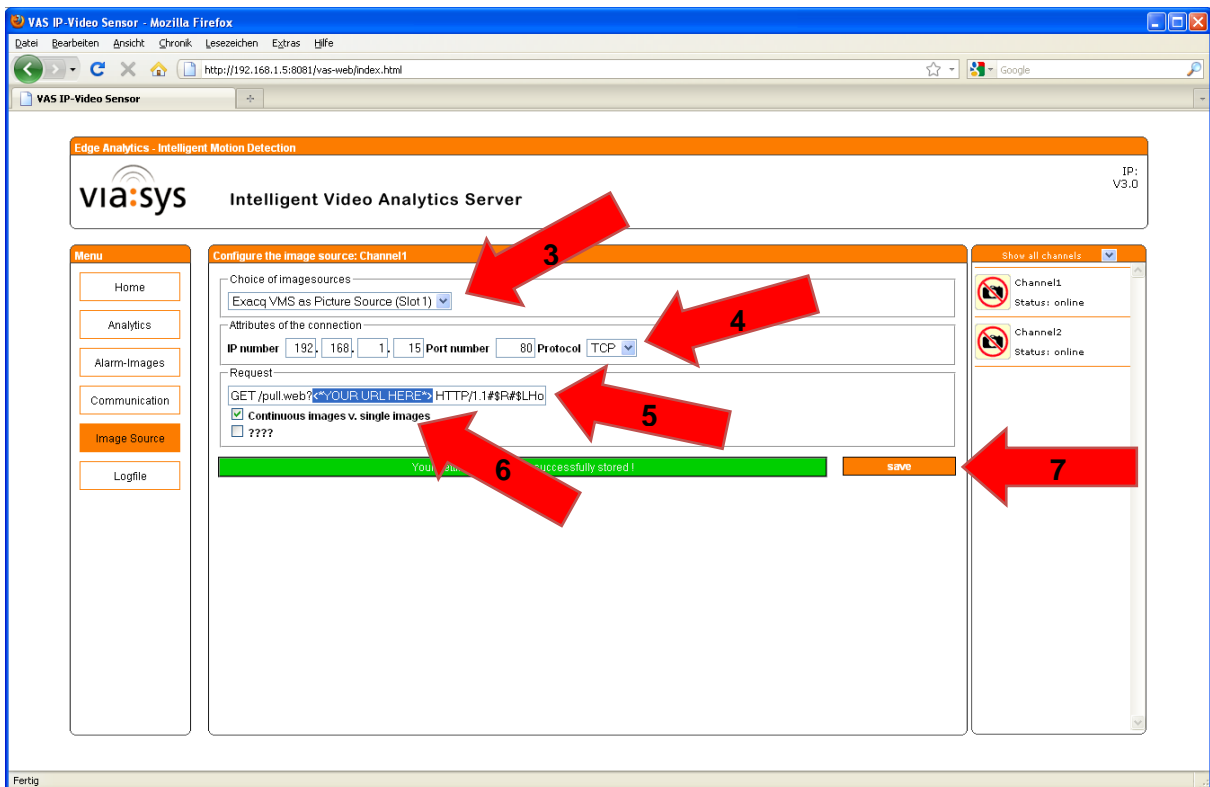 VAS IP-Video Sensor - Mozilla Firefox
Datei Bearbeiten Ansicht Chronik Lesezeichen Extras Hilfe
http://192.168.1.5:8081/vas-web/index.html
Google
VAS IP-Video Sensor
Edge Analytics - Intelligent Motion Detection
via:sys
Intelligent Video Analytics Server
IP:
V3.0
Menu
Home
Analytics
Alarm-Images
Communication
Image Source
Logfile
Configure the image source: Channel1
3
Choice of imagesources
Exacq VMS as Picture Source (Slot 1)
Attributes of the connection
4
IP number 192. 168. 1. 15 Port number 80 Protocol TCP
Request
GET /pull.web?<*YOUR URL HERE*> HTTP/1.1#$R#$LHo
5
Continuous images v. single images
????
6
successfully stored !
save
7
Show all channels
Channel1
Status: online
Channel2
Status: online
Fertig